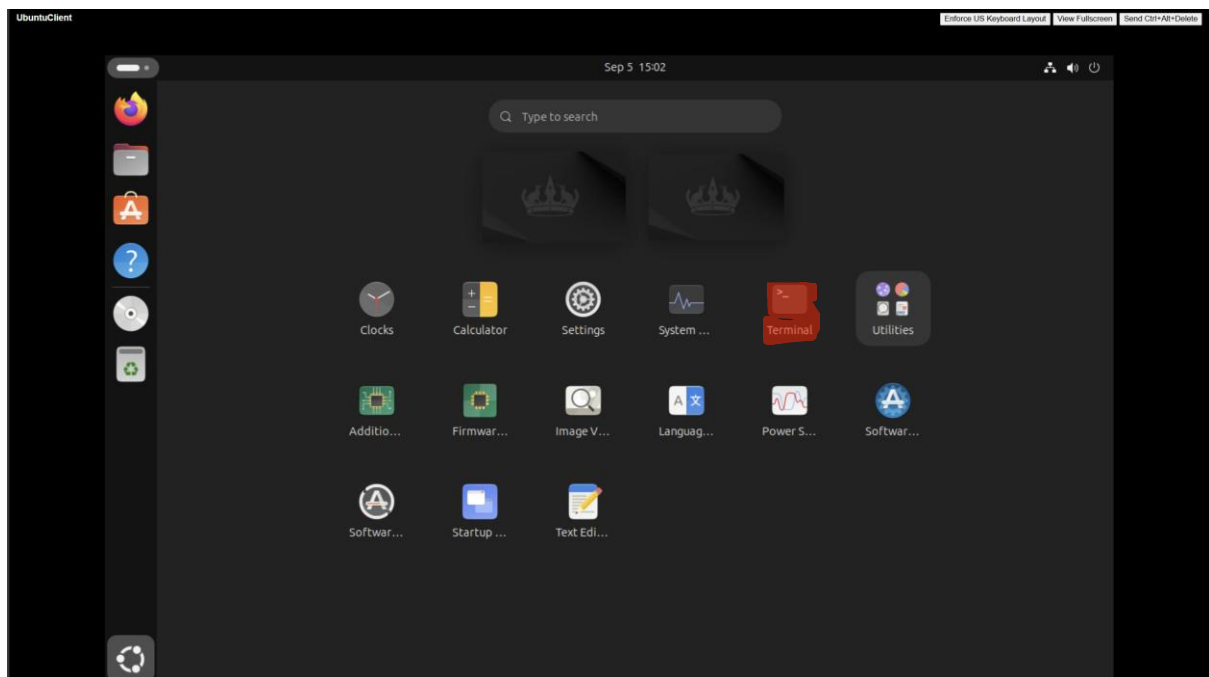 UbuntuClient
Enforce US Keyboard Layout View Fullscreen Send Ctrl+Alt+Delete
Sep 5 15:02
Type to search
Clocks Calculator Settings System ... Terminal Utilities
Additio... Firmwar... Image V... Languag... Power S... Softwar...
Softwar... Startup ... Text Edi...